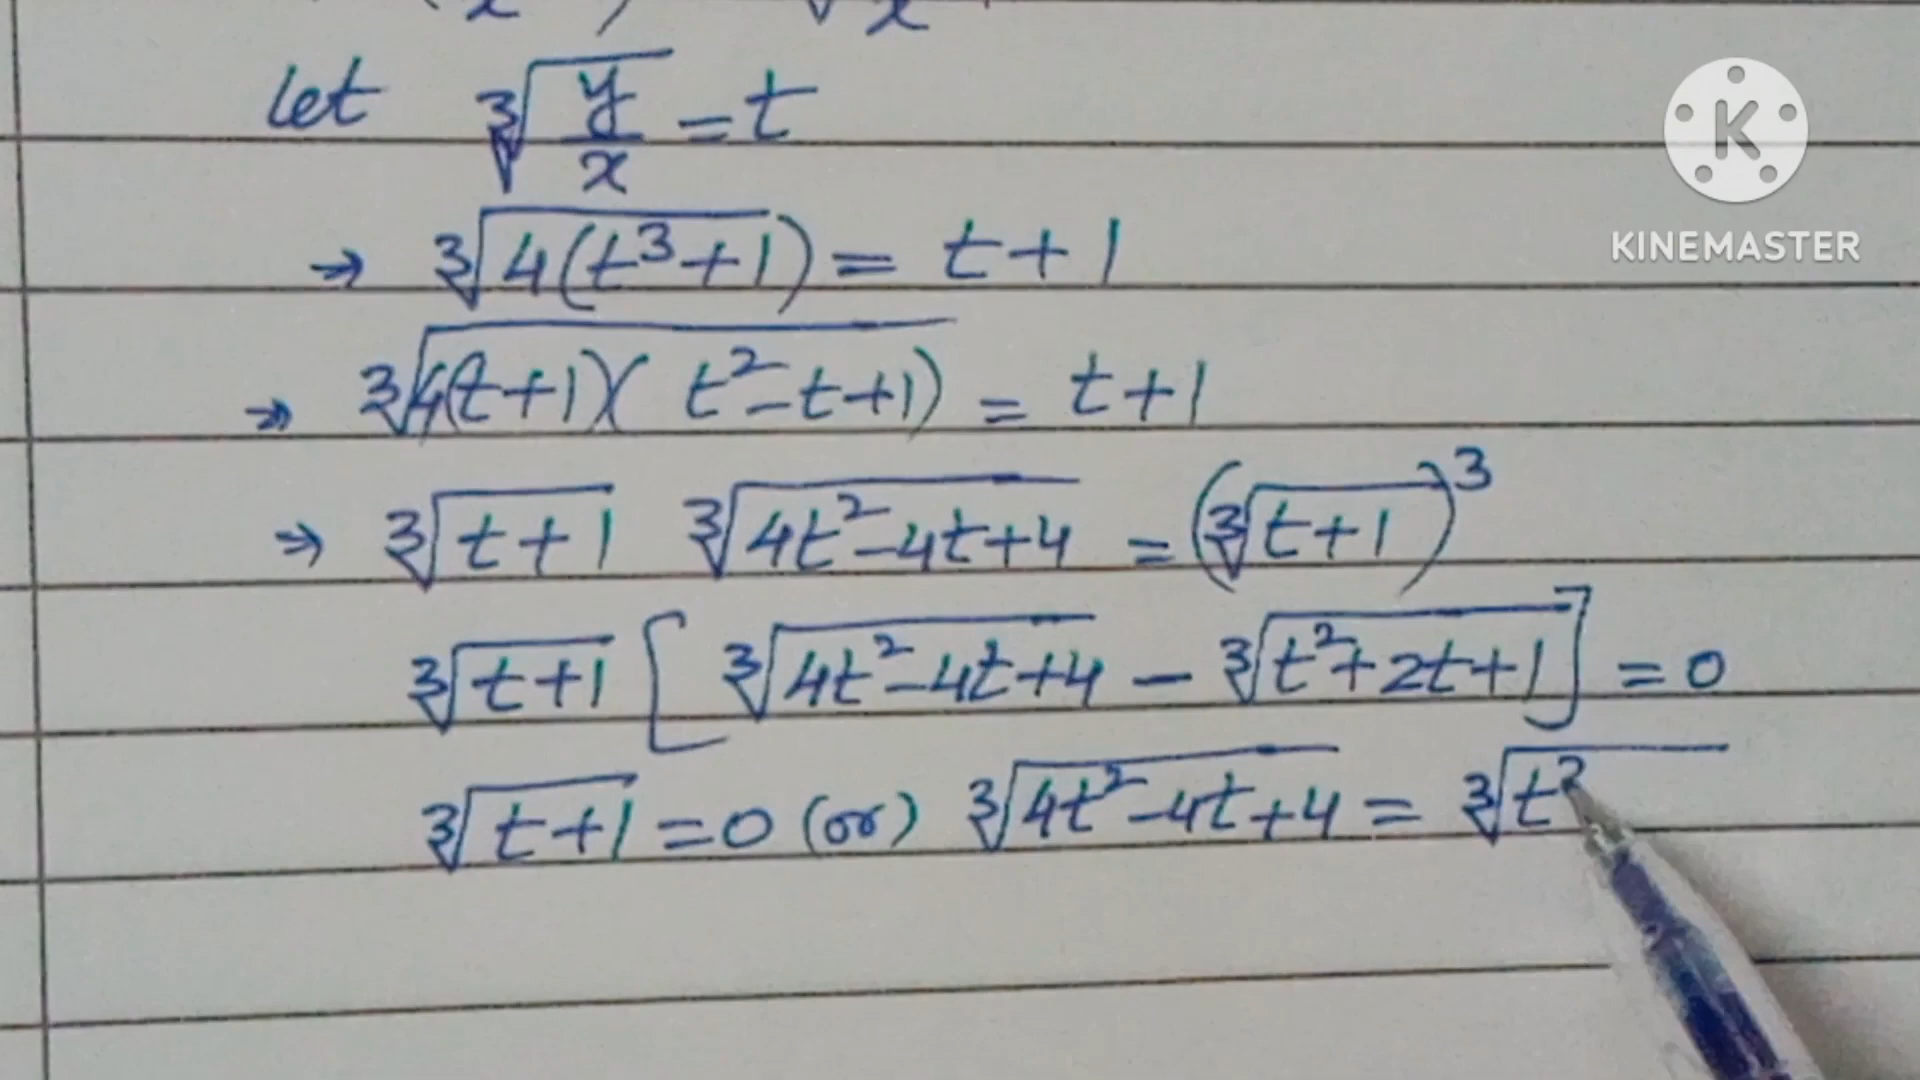 let ∛(y/x) = t
→ ∛4(t³+1) = t+1
⇒ ∛4(t+1)(t²-t+1) = t+1
⇒ ∛t+1 ∛4t²-4t+4 = (∛t+1)³
∛t+1 [∛4t²-4t+4 - ∛t²+2t+1] = 0
∛t+1 = 0 (or) ∛4t²-4t+4 = ∛t²
K
KINEMASTER